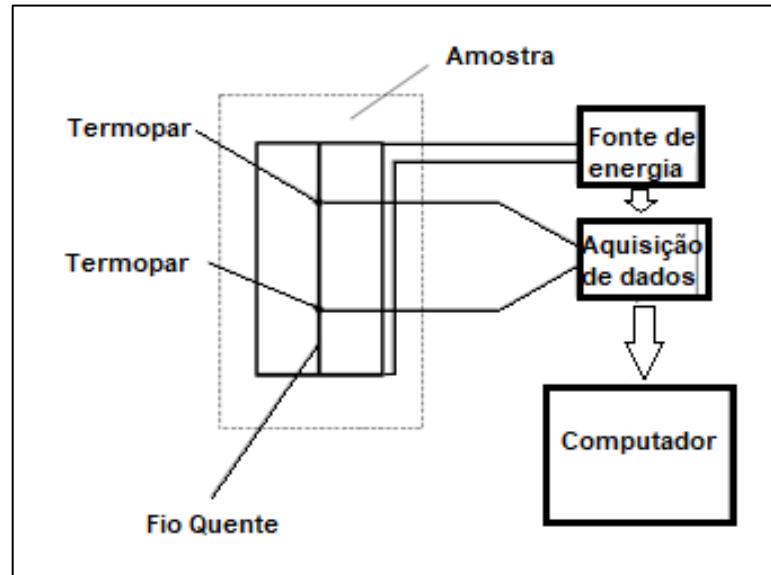 Amostra
Termopar
Fonte de
energia
Termopar
Aquisição
de dados
Computador
Fio Quente